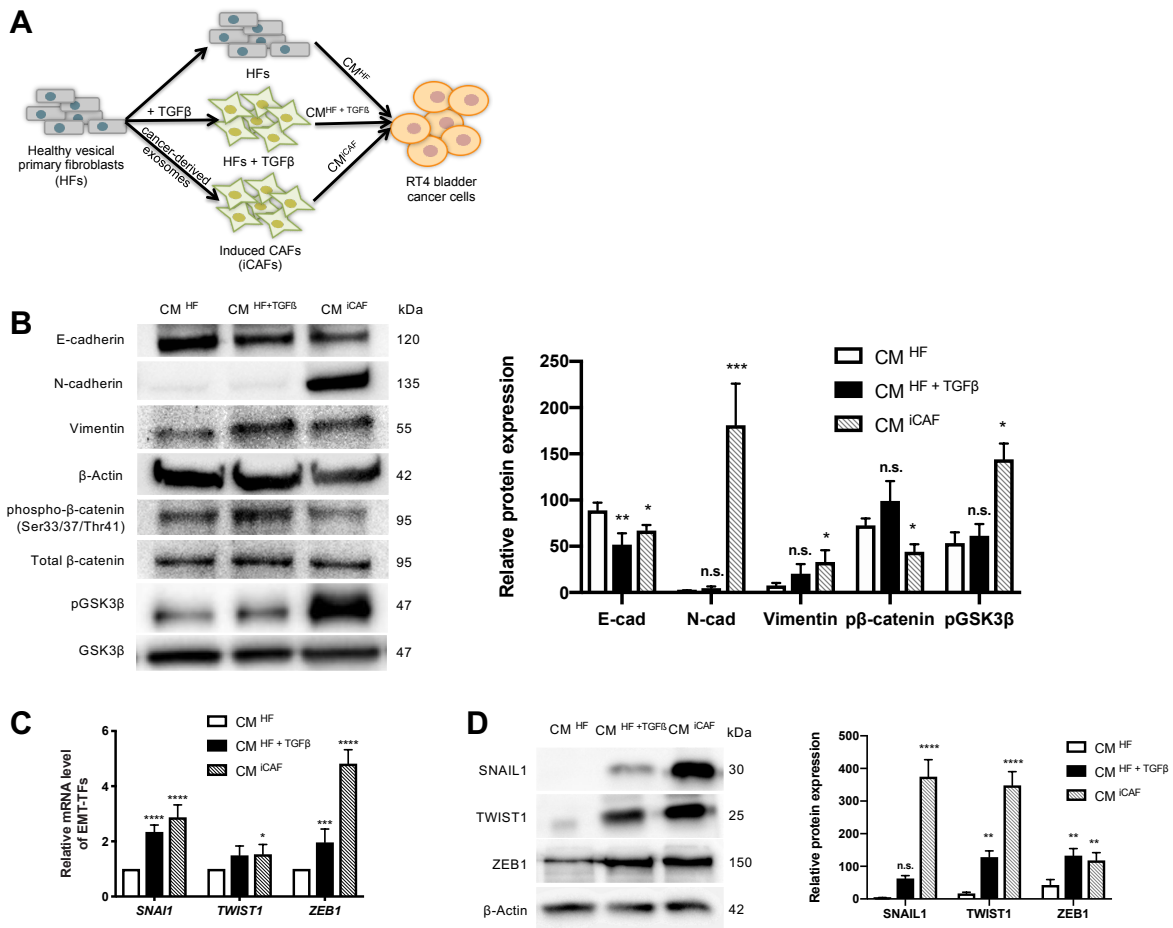 A
HFs
CM^HF
+ TGFβ
CM^HF + TGFβ
cancer-derived
exosomes
CM^iCAF
Healthy vesical
primary fibroblasts
(HFs)
HFs + TGFβ
RT4 bladder
cancer cells
Induced CAFs
(iCAFs)
B
CM HF
CM HF+TGFβ
CM iCAF
kDa
E-cadherin
120
N-cadherin
135
Vimentin
55
β-Actin
42
phospho-β-catenin
(Ser33/37/Thr41)
95
Total β-catenin
95
pGSK3β
47
GSK3β
47
Relative protein expression
250
200
150
100
50
0
CM HF
CM HF + TGFβ
CM iCAF
** *
n.s. ***
n.s. *
n.s. *
n.s. *
E-cad N-cad Vimentin pβ-catenin pGSK3β
C
CM HF
CM HF + TGFβ
CM iCAF
Relative mRNA level
of EMT-TFs
6
4
2
0
**** ****
*
*** ****
SNAI1 TWIST1 ZEB1
D
CM HF
CM HF +TGFβ
CM iCAF
kDa
SNAIL1
30
TWIST1
25
ZEB1
150
β-Actin
42
Relative protein expression
500
400
300
200
100
0
CM HF
CM HF + TGFβ
CM iCAF
n.s. ****
** ****
** **
SNAIL1 TWIST1 ZEB1